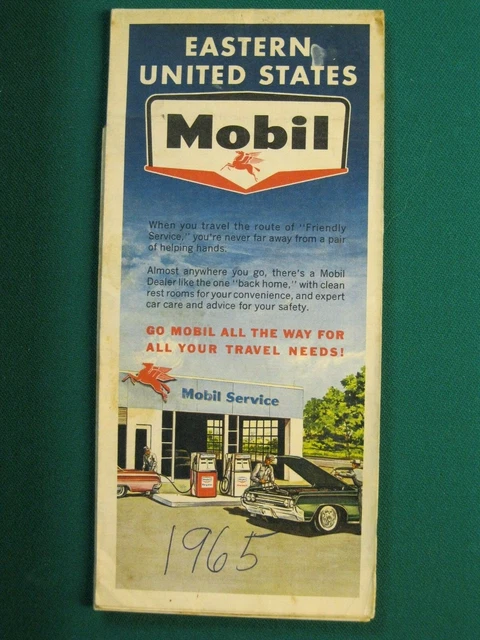 EASTERN
UNITED STATES
Mobil
When you travel the route of "Friendly
Service," you're never far away from a pair
of helping hands.
Almost anywhere you go, there's a Mobil
Dealer like the one "back home," with clean
rest rooms for your convenience, and expert
car care and advice for your safety.
GO MOBIL ALL THE WAY FOR
ALL YOUR TRAVEL NEEDS!
Mobil Service
1965